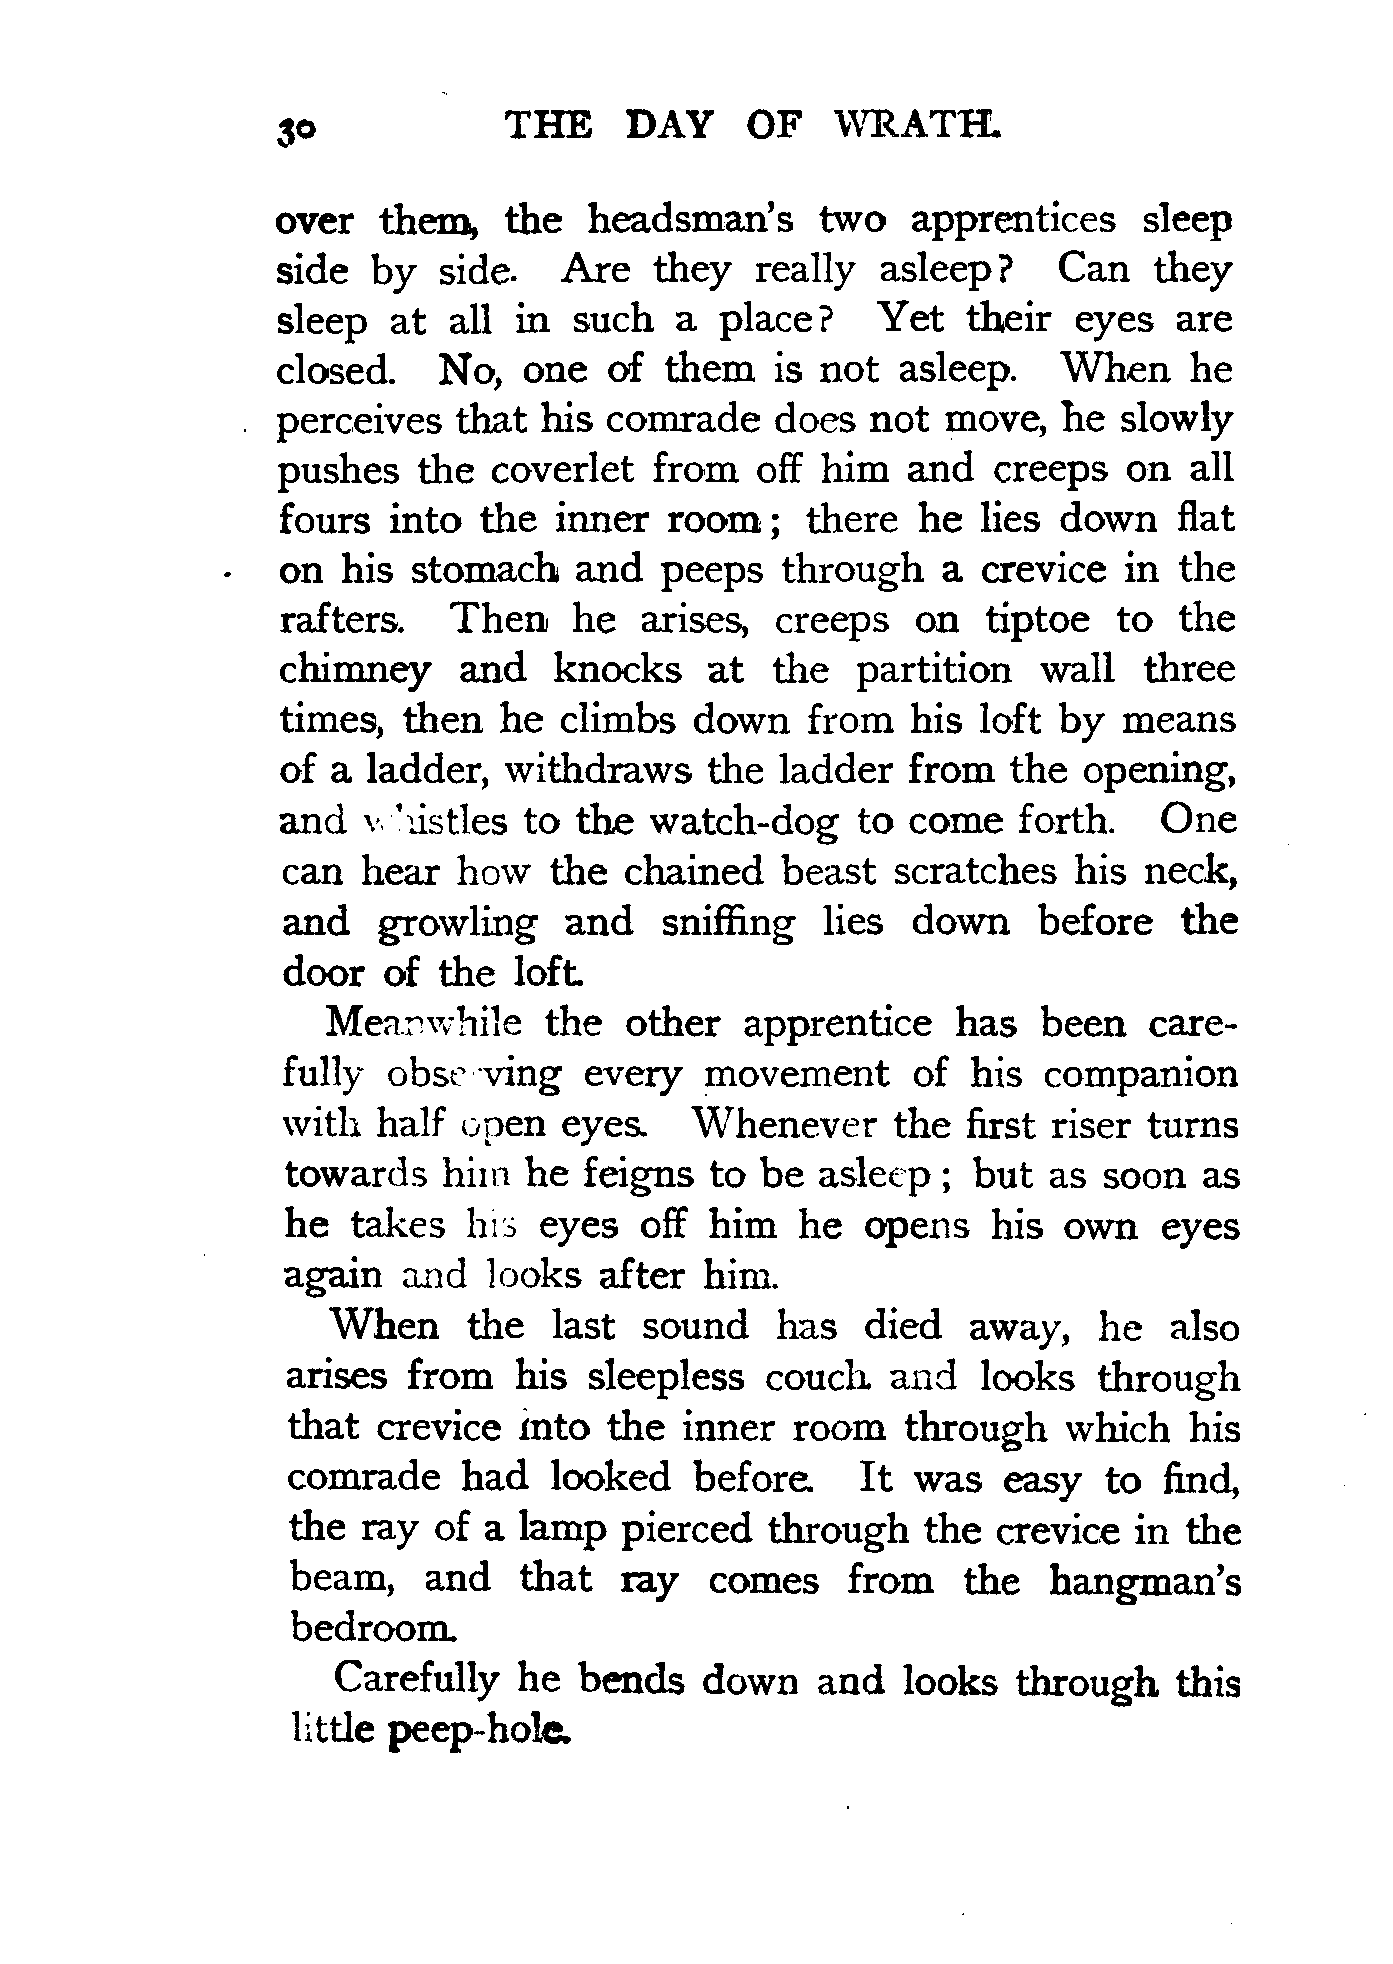 30 THE DAY OF WRATH.
over them, the headsman's two apprentices sleep
side by side. Are they really asleep? Can they
sleep at all in such a place? Yet their eyes are
closed. No, one of them is not asleep. When he
perceives that his comrade does not move, he slowly
pushes the coverlet from off him and creeps on all
fours into the inner room; there he lies down flat
on his stomach and peeps through a crevice in the
rafters. Then he arises, creeps on tiptoe to the
chimney and knocks at the partition wall three
times, then he climbs down from his loft by means
of a ladder, withdraws the ladder from the opening,
and whistles to the watch-dog to come forth. One
can hear how the chained beast scratches his neck,
and growling and sniffing lies down before the
door of the loft.
Meanwhile the other apprentice has been care-
fully observing every movement of his companion
with half open eyes. Whenever the first riser turns
towards him he feigns to be asleep; but as soon as
he takes his eyes off him he opens his own eyes
again and looks after him.
When the last sound has died away, he also
arises from his sleepless couch and looks through
that crevice into the inner room through which his
comrade had looked before. It was easy to find,
the ray of a lamp pierced through the crevice in the
beam, and that ray comes from the hangman's
bedroom.
Carefully he bends down and looks through this
little peep-hole.